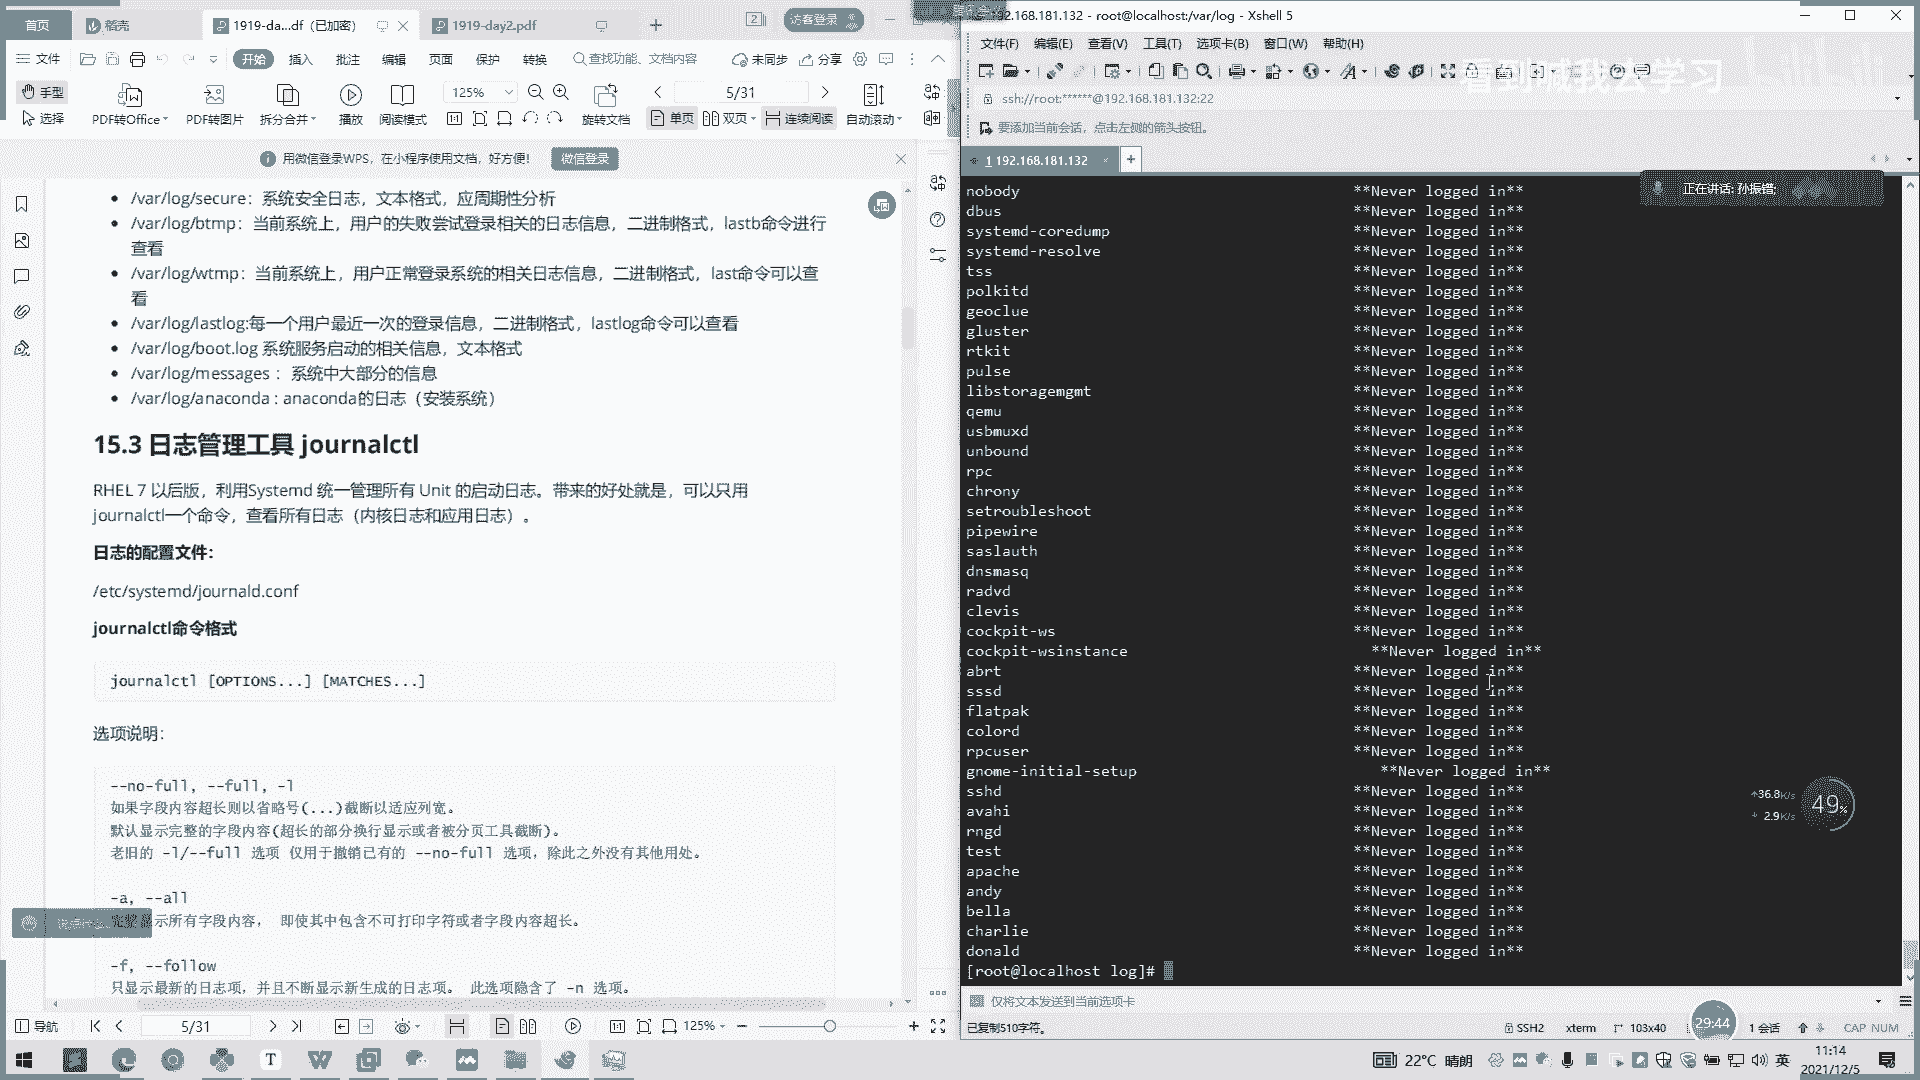 首页
稻壳
1919-da...df（已加密）
1919-day2.pdf
访客登录
文件
开始
插入
批注
编辑
页面
保护
转换
查找功能、文档内容
未同步
分享
手型
选择
PDF转Office
PDF转图片
拆分合并
播放
阅读模式
125%
旋转文档
5/31
单页
双页
连续阅读
自动滚动
用微信登录WPS，在小程序使用文档，好方便！
微信登录
/var/log/secure：系统安全日志，文本格式，应周期性分析
/var/log/btmp：当前系统上，用户的失败尝试登录相关的日志信息，二进制格式，lastb命令进行
查看
/var/log/wtmp：当前系统上，用户正常登录系统的相关日志信息，二进制格式，last命令可以查
看
/var/log/lastlog:每一个用户最近一次的登录信息，二进制格式，lastlog命令可以查看
/var/log/boot.log 系统服务启动的相关信息，文本格式
/var/log/messages ：系统中大部分的信息
/var/log/anaconda : anaconda的日志（安装系统）
15.3 日志管理工具 journalctl
RHEL 7 以后版，利用Systemd 统一管理所有 Unit 的启动日志。带来的好处就是，可以只用
journalctl一个命令，查看所有日志（内核日志和应用日志）。
日志的配置文件：
/etc/systemd/journald.conf
journalctl命令格式
journalctl [OPTIONS...] [MATCHES...]
选项说明：
--no-full, --full, -l
如果字段内容超长则以省略号(...)截断以适应列宽。
默认显示完整的字段内容(超长的部分换行显示或者被分页工具截断)。
老旧的 -l/--full 选项 仅用于撤销已有的 --no-full 选项，除此之外没有其他用处。
-a, --all
完整显示所有字段内容， 即使其中包含不可打印字符或者字段内容超长。
-f, --follow
只显示最新的日志项，并且不断显示新生成的日志项。 此选项隐含了 -n 选项。
导航
5/31
125%
192.168.181.132 - root@localhost:/var/log - Xshell 5
文件(F) 编辑(E) 查看(V) 工具(T) 选项卡(B) 窗口(W) 帮助(H)
看到喊我去学习
ssh://root:******@192.168.181.132:22
要添加当前会话，点击左侧的箭头按钮。
1 192.168.181.132
正在讲话: 孙振锴;
nobody **Never logged in**
dbus **Never logged in**
systemd-coredump **Never logged in**
systemd-resolve **Never logged in**
tss **Never logged in**
polkitd **Never logged in**
geoclue **Never logged in**
gluster **Never logged in**
rtkit **Never logged in**
pulse **Never logged in**
libstoragemgmt **Never logged in**
qemu **Never logged in**
usbmuxd **Never logged in**
unbound **Never logged in**
rpc **Never logged in**
chrony **Never logged in**
setroubleshoot **Never logged in**
pipewire **Never logged in**
saslauth **Never logged in**
dnsmasq **Never logged in**
radvd **Never logged in**
clevis **Never logged in**
cockpit-ws **Never logged in**
cockpit-wsinstance **Never logged in**
abrt **Never logged in**
sssd **Never logged in**
flatpak **Never logged in**
colord **Never logged in**
rpcuser **Never logged in**
gnome-initial-setup **Never logged in**
sshd **Never logged in**
avahi **Never logged in**
rngd **Never logged in**
test **Never logged in**
apache **Never logged in**
andy **Never logged in**
bella **Never logged in**
charlie **Never logged in**
donald **Never logged in**
[root@localhost log]#
36.8K/s
2.9K/s
49%
仅将文本发送到当前选项卡
已复制510字符。
SSH2
xterm
103x40
29:44
1 会话
CAP NUM
22°C 晴朗
英
11:14
2021/12/5